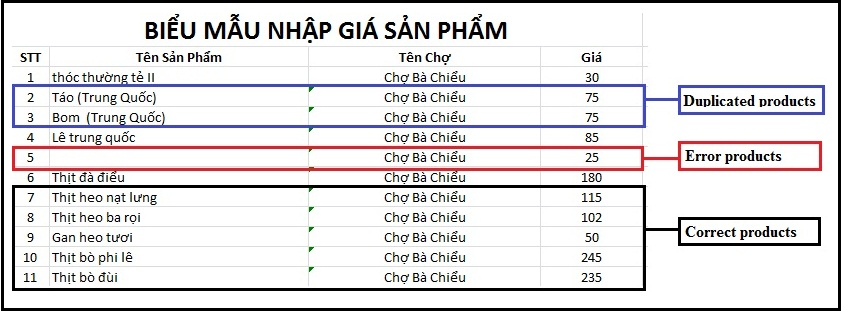 BIỂU MẪU NHẬP GIÁ SẢN PHẨM
STT Tên Sản Phẩm Tên Chợ Giá
1 thóc thường tẻ II Chợ Bà Chiểu 30
2 Táo (Trung Quốc) Chợ Bà Chiểu 75
Duplicated products
3 Bom (Trung Quốc) Chợ Bà Chiểu 75
4 Lê trung quốc Chợ Bà Chiểu 85
5 Chợ Bà Chiểu 25 Error products
6 Thịt đà điểu Chợ Bà Chiểu 180
7 Thịt heo nạt lưng Chợ Bà Chiểu 115
8 Thịt heo ba rọi Chợ Bà Chiểu 102
9 Gan heo tươi Chợ Bà Chiểu 50 Correct products
10 Thịt bò phi lê Chợ Bà Chiểu 245
11 Thịt bò đùi Chợ Bà Chiểu 235